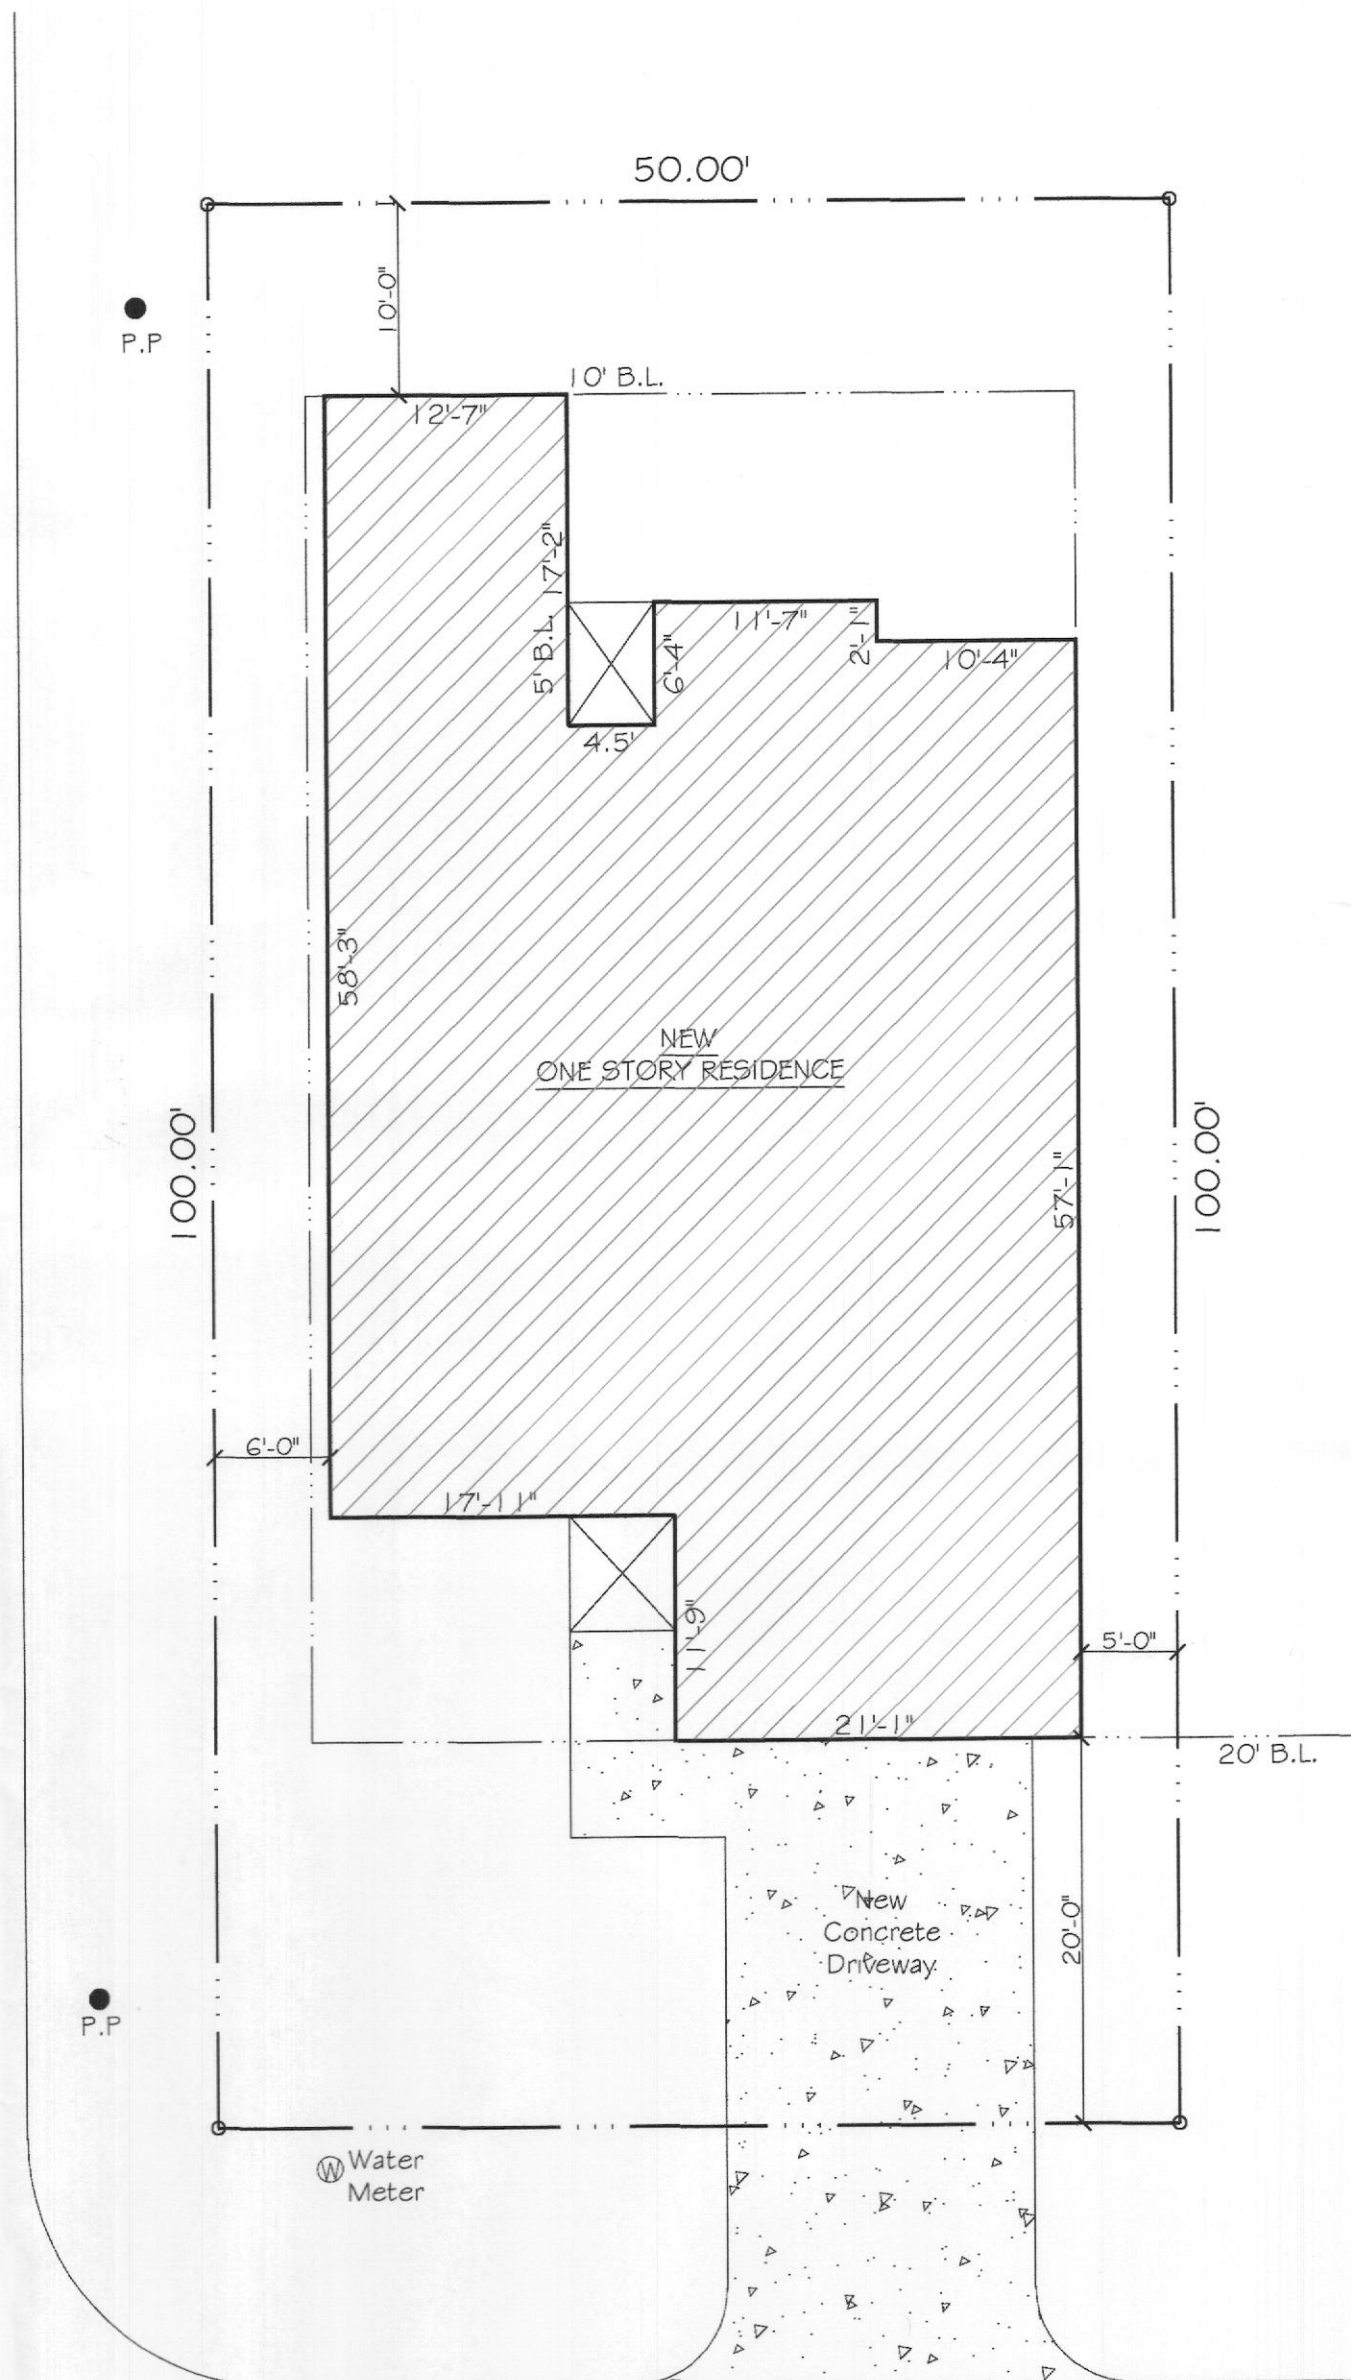 50.00'
10'-0"
P.P
10' B.L.
12'-7"
17'-2"
5' B.L.
11'-7"
2'-1"
6'-4"
10'-4"
4.5'
58'-3"
NEW
ONE STORY RESIDENCE
100.00'
57'-1"
100.00'
6'-0"
17'-11"
11'-9"
5'-0"
21'-1"
20' B.L.
New
Concrete
Driveway
20'-0"
P.P
W
Water
Meter